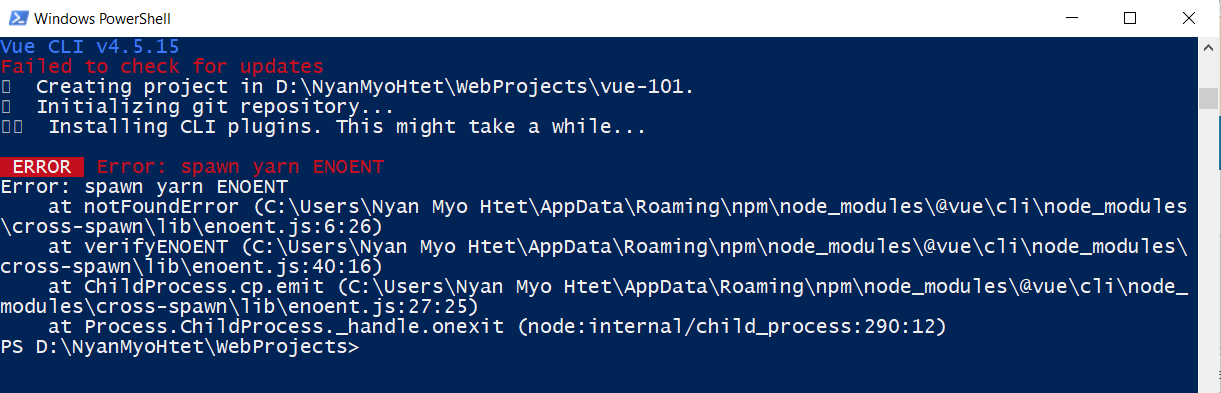 Windows PowerShell
Vue CLI v4.5.15
Failed to check for updates
Creating project in D:\NyanMyoHtet\WebProjects\vue-101.
Initializing git repository...
Installing CLI plugins. This might take a while...
ERROR Error: spawn yarn ENOENT
Error: spawn yarn ENOENT
at notFoundError (C:\Users\Nyan Myo Htet\AppData\Roaming\npm\node_modules\@vue\cli\node_modules
\cross-spawn\lib\enoent.js:6:26)
at verifyENOENT (C:\Users\Nyan Myo Htet\AppData\Roaming\npm\node_modules\@vue\cli\node_modules\
cross-spawn\lib\enoent.js:40:16)
at ChildProcess.cp.emit (C:\Users\Nyan Myo Htet\AppData\Roaming\npm\node_modules\@vue\cli\node_
modules\cross-spawn\lib\enoent.js:27:25)
at Process.ChildProcess._handle.onexit (node:internal/child_process:290:12)
PS D:\NyanMyoHtet\WebProjects>